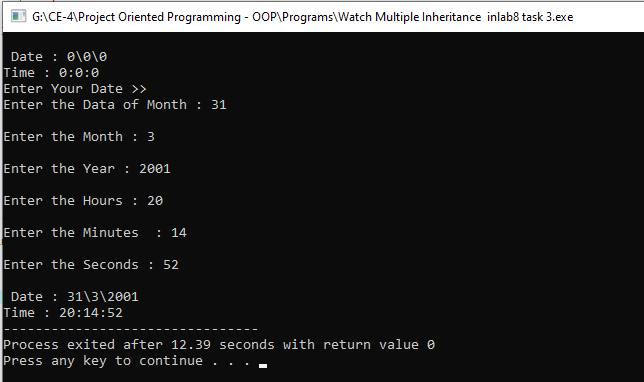 G:\CE-4\Project Oriented Programming - OOP\Programs\Watch Multiple Inheritance  inlab8 task 3.exe
 Date : 0\0\0
Time : 0:0:0
Enter Your Date >>
Enter the Data of Month : 31
Enter the Month : 3
Enter the Year : 2001
Enter the Hours : 20
Enter the Minutes  : 14
Enter the Seconds : 52
 Date : 31\3\2001
Time : 20:14:52
--------------------------------
Process exited after 12.39 seconds with return value 0
Press any key to continue . . .